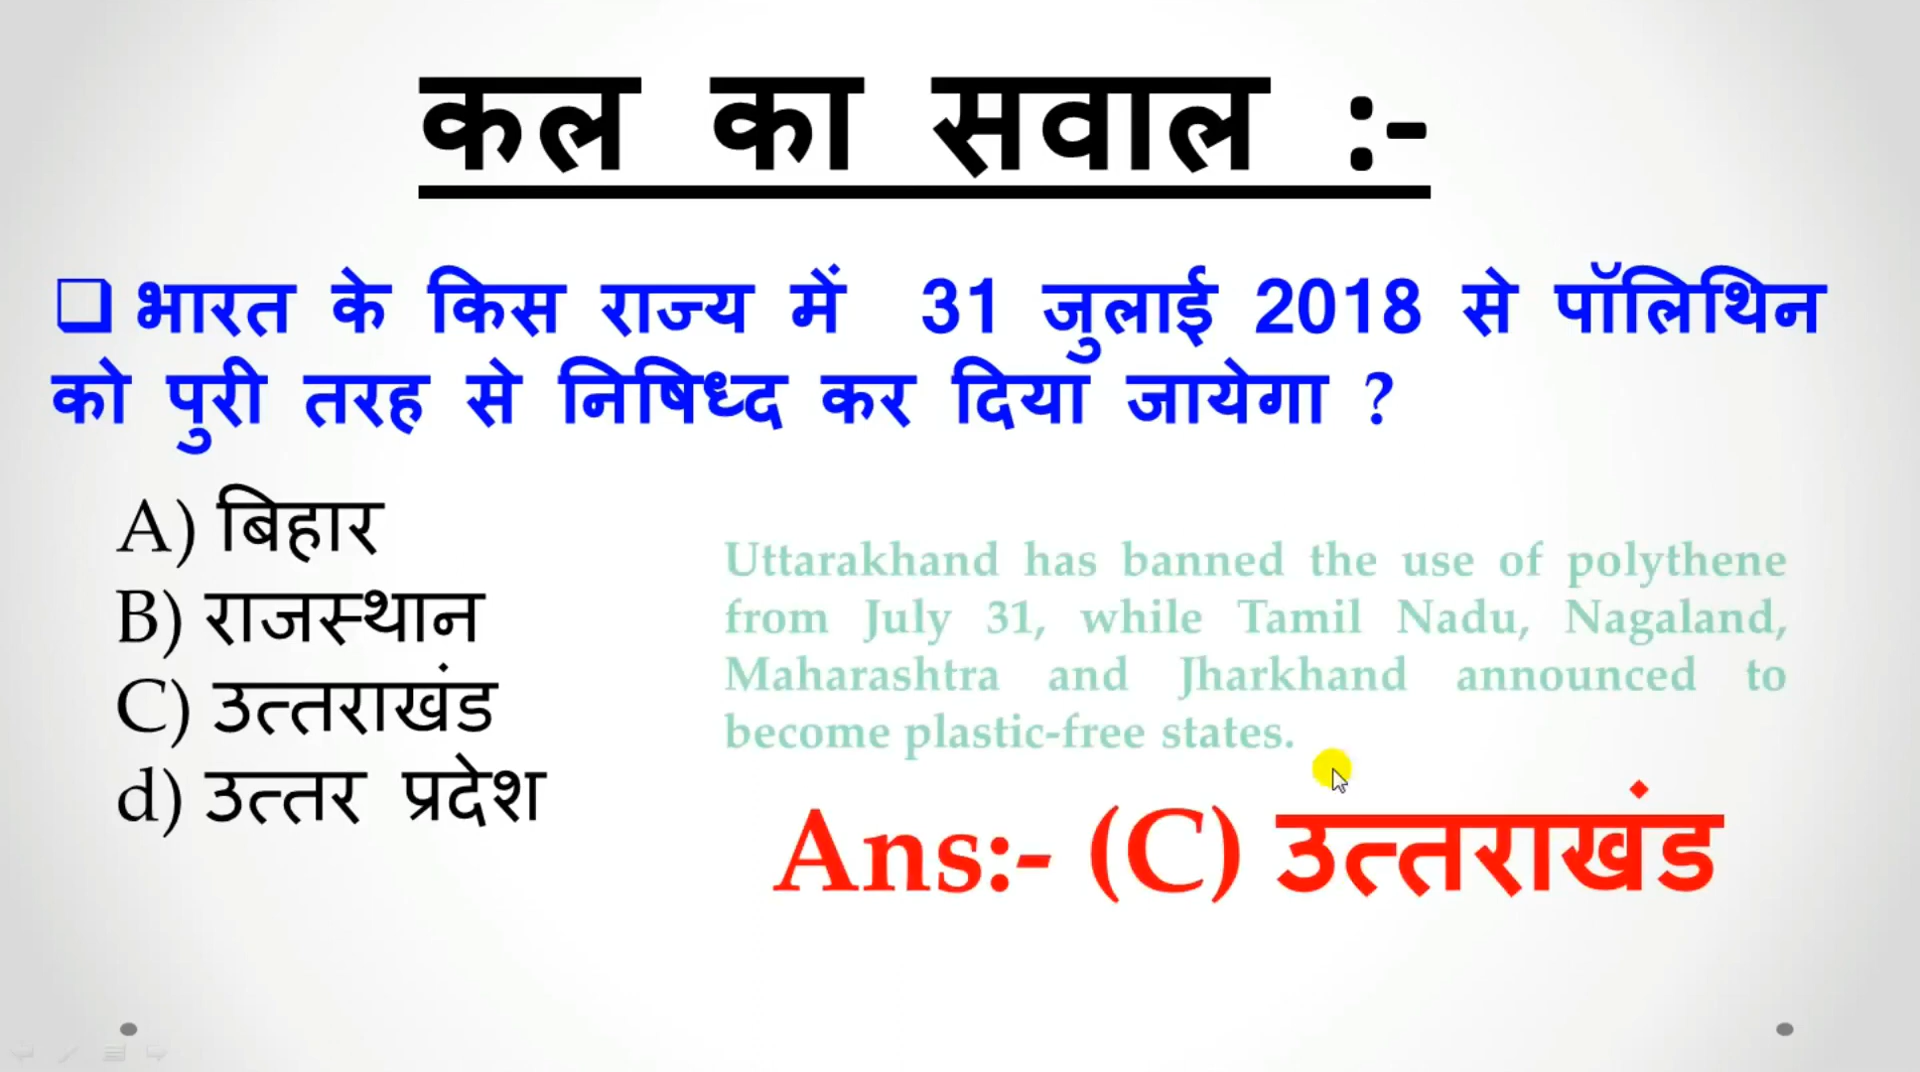 कल का सवाल :-
भारत के किस राज्य में 31 जुलाई 2018 से पॉलिथिन
को पुरी तरह से निषिध्द कर दिया जायेगा ?
A) बिहार
B) राजस्थान
C) उत्तराखंड
d) उत्तर प्रदेश
Uttarakhand has banned the use of polythene
from July 31, while Tamil Nadu, Nagaland,
Maharashtra and Jharkhand announced to
become plastic-free states.
Ans:- (C) उत्तराखंड